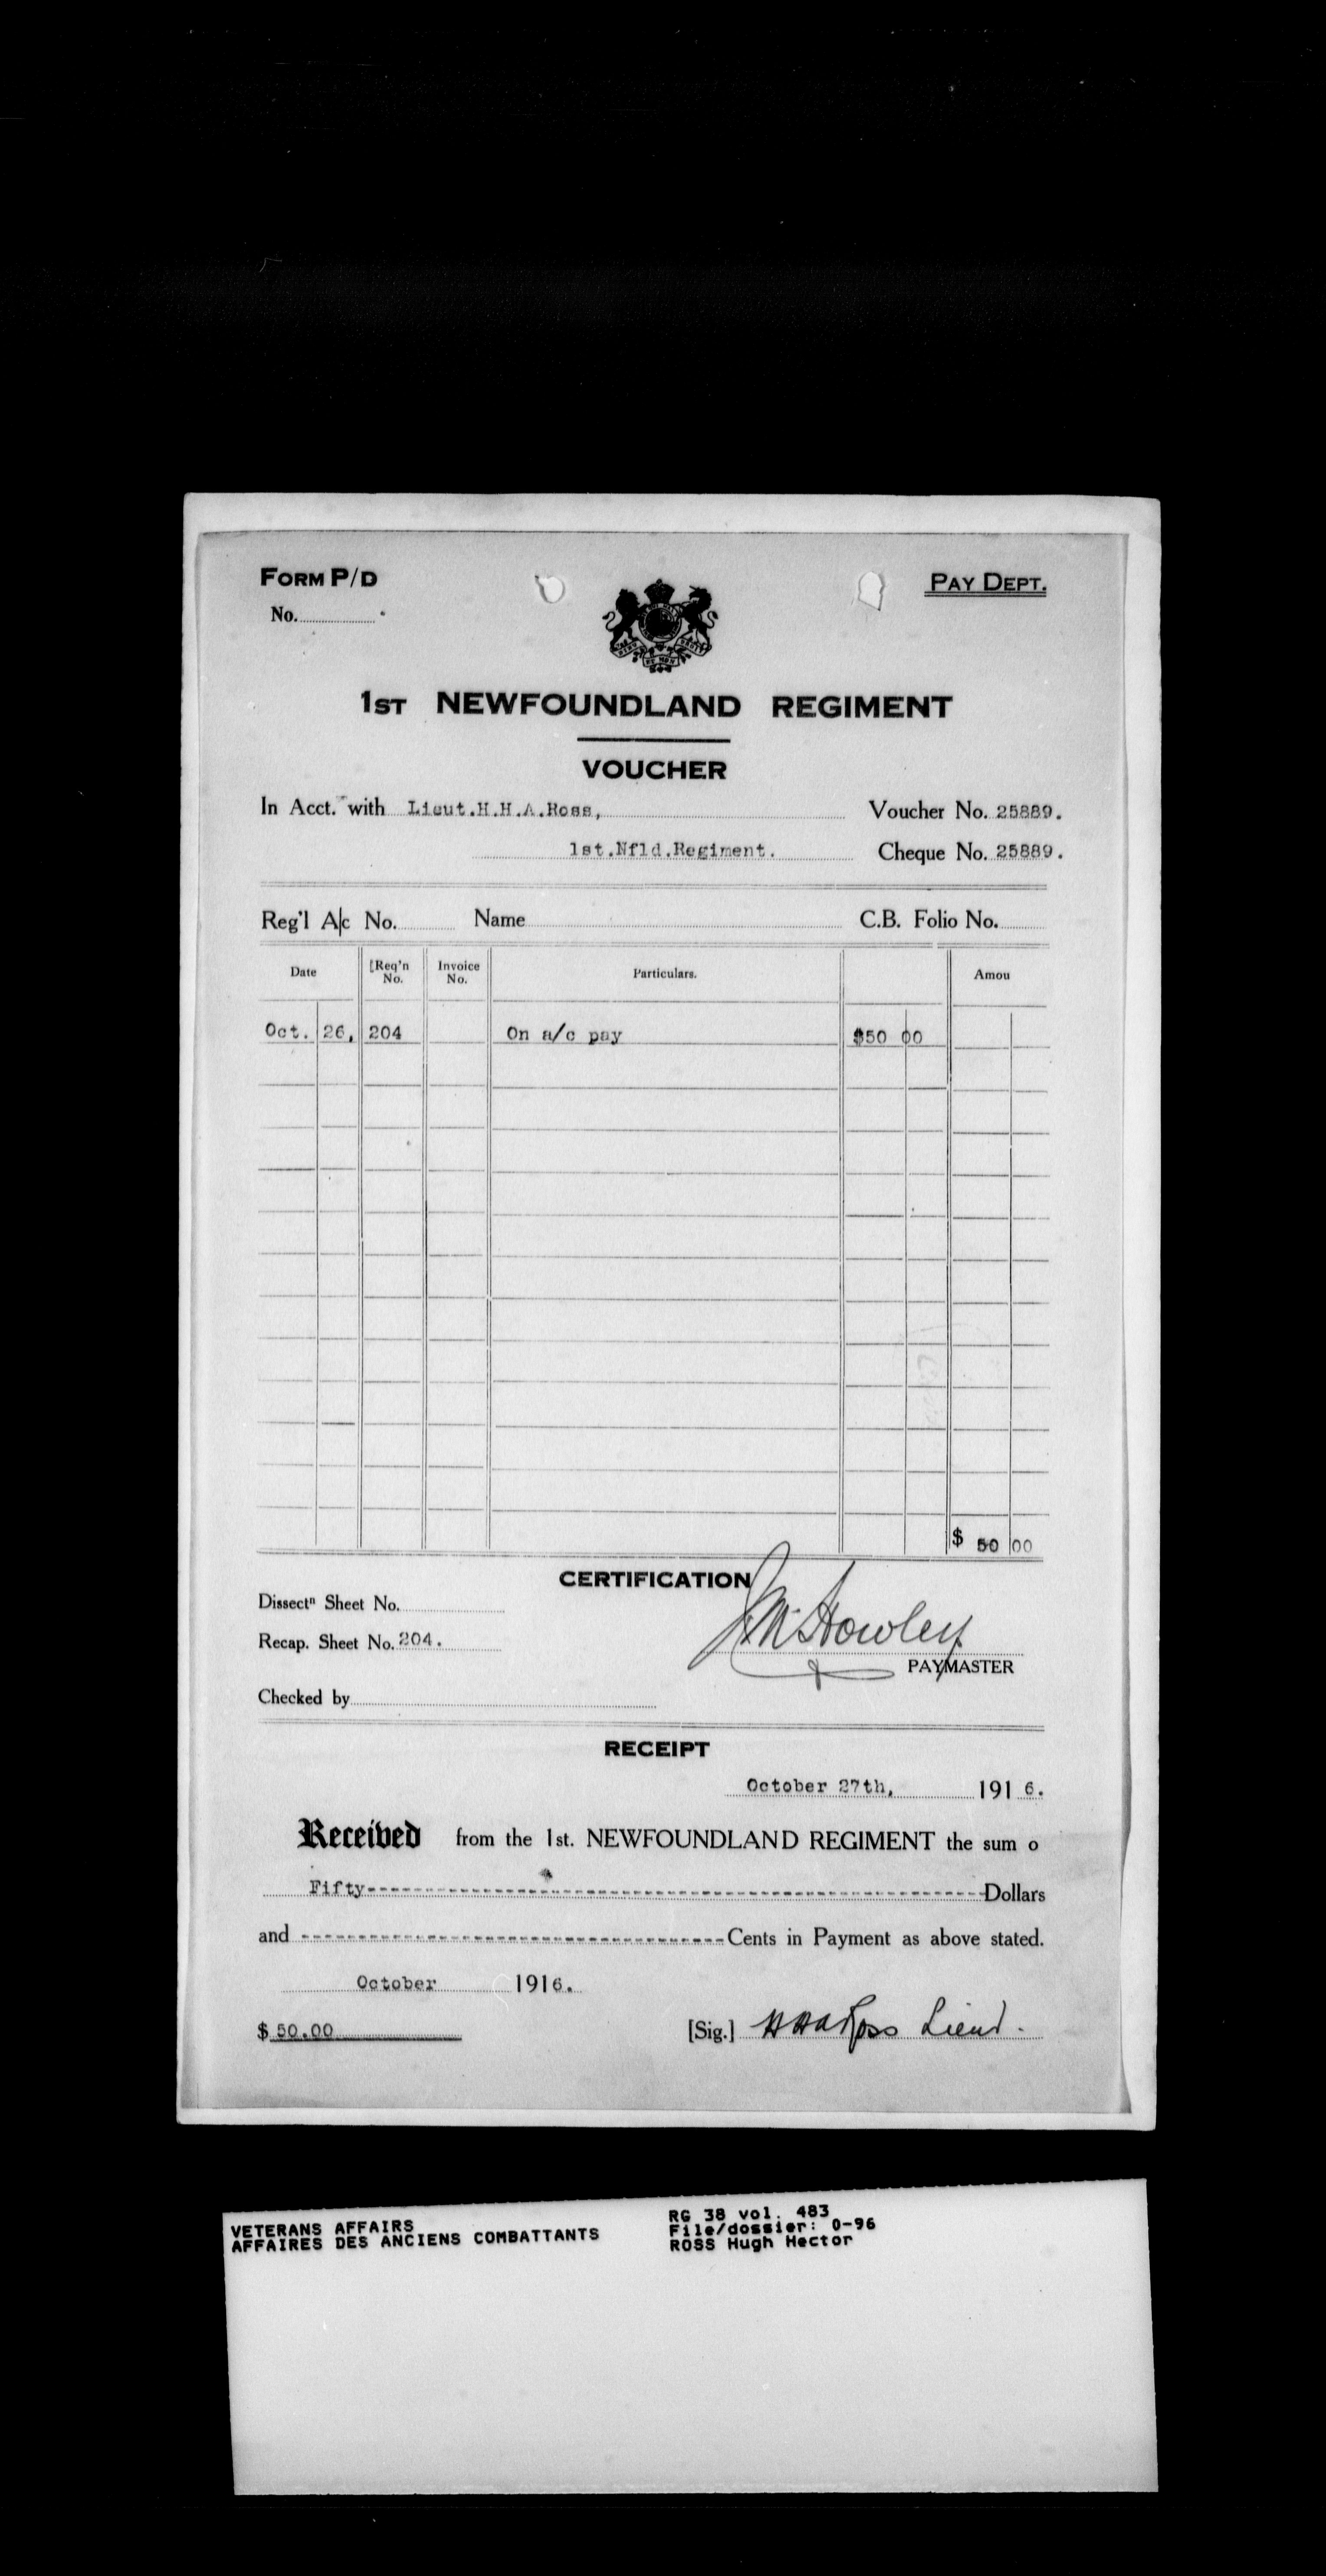 FORM P/D
PAY DEPT.
No.
1ST NEWFOUNDLAND REGIMENT
VOUCHER
In Acct. with Lieut.H.H.A.Ross, Voucher No. 25889.
1st.Nfld.Regiment. Cheque No. 25889.
Reg'l A/c No. Name C.B. Folio No.
Date Req'n No. Invoice No. Particulars. Amou
Oct. 26, 204 On a/c pay $50 00
$ 50 00
CERTIFICATION
Dissectⁿ Sheet No.
Recap. Sheet No. 204.
J M Howley
PAYMASTER
Checked by
RECEIPT
October 27th, 1916.
Received from the 1st. NEWFOUNDLAND REGIMENT the sum o
Fifty Dollars
and Cents in Payment as above stated.
October 1916.
$ 50.00 [Sig.] HHARoss Lieut.
VETERANS AFFAIRS RG 38 vol. 483
AFFAIRES DES ANCIENS COMBATTANTS File/dossier: 0-96
ROSS Hugh Hector